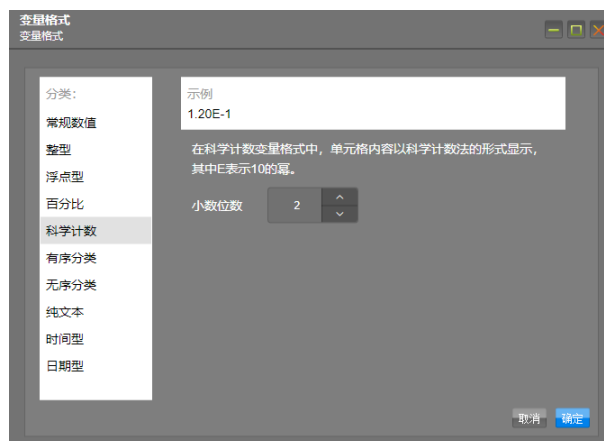 变量格式
变量格式
分类:
常规数值
整型
浮点型
百分比
科学计数
有序分类
无序分类
纯文本
时间型
日期型
示例
1.20E-1
在科学计数变量格式中，单元格内容以科学计数法的形式显示，
其中E表示10的幂。
小数位数
2
取消
确定